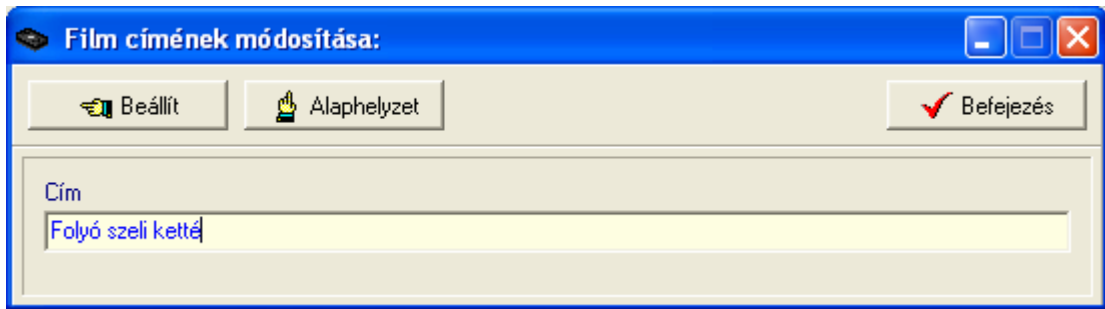 Film címének módosítása:
Beállít Alaphelyzet Befejezés
Cím
Folyó szeli ketté